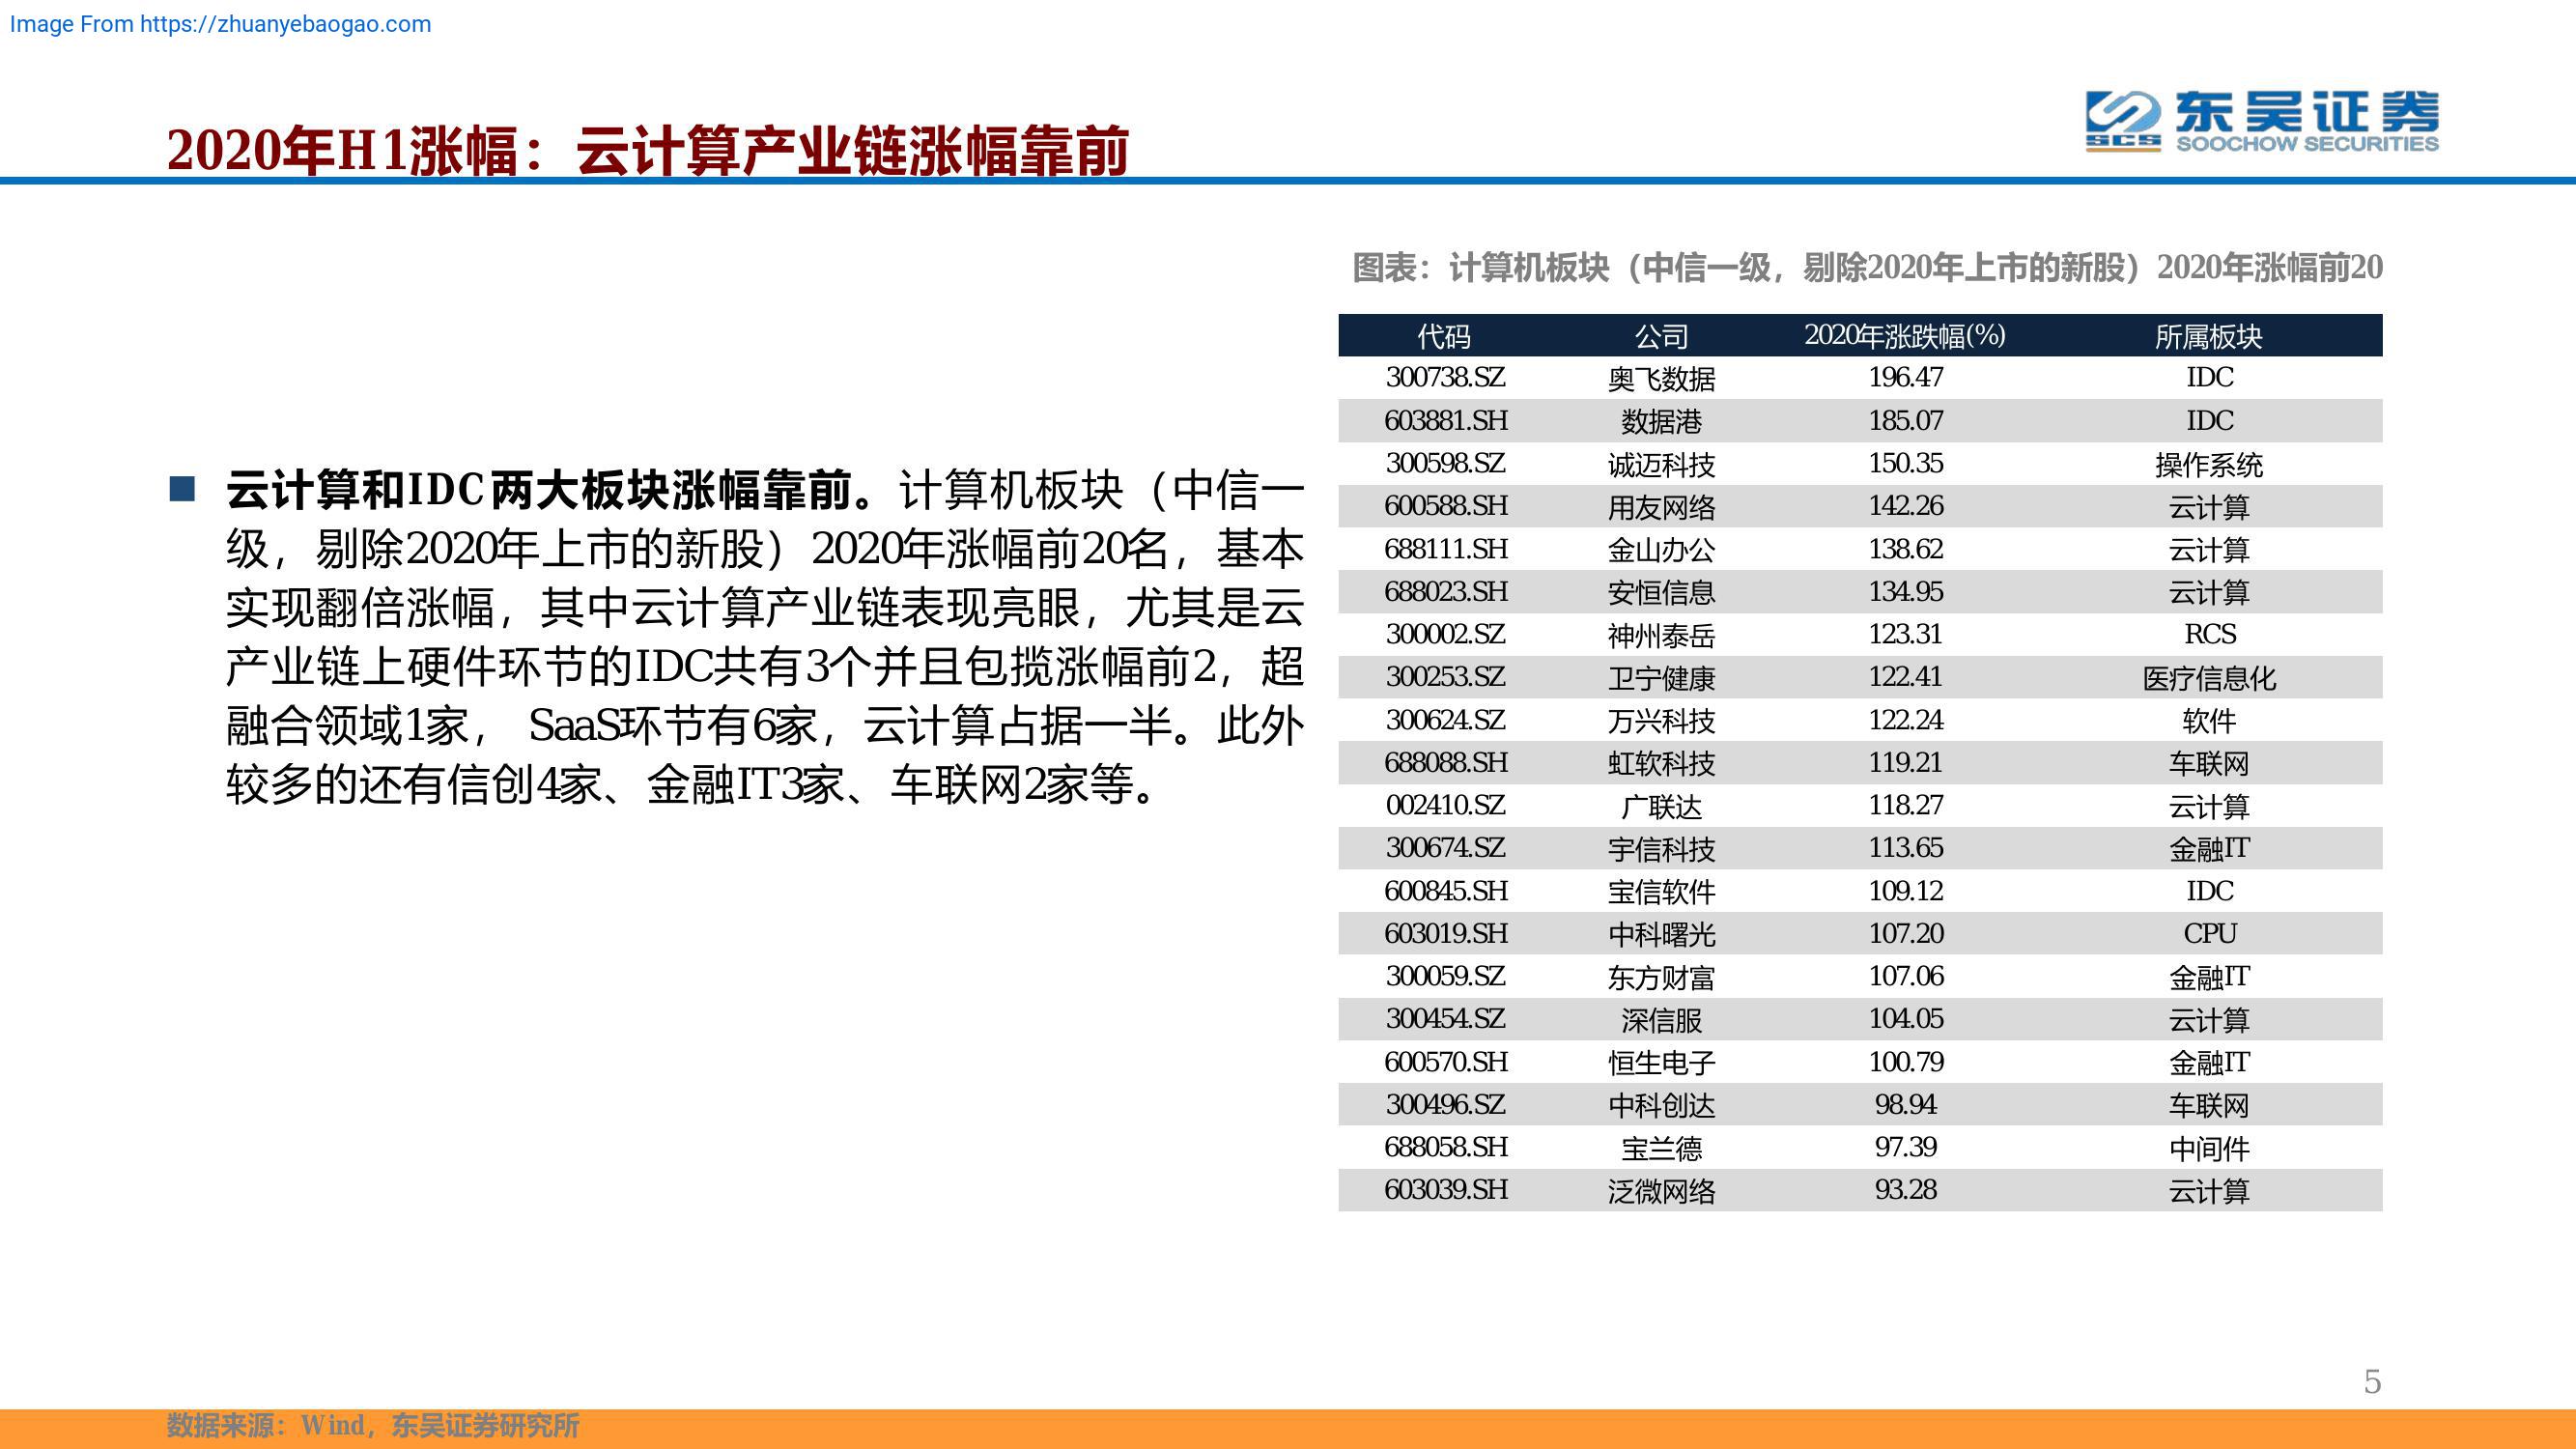 Image From https://zhuanyebaogao.com
东吴证券
SCS SOOCHOW SECURITIES
2020年H1涨幅：云计算产业链涨幅靠前
■ 云计算和IDC两大板块涨幅靠前。计算机板块（中信一
级，剔除2020年上市的新股）2020年涨幅前20名，基本
实现翻倍涨幅，其中云计算产业链表现亮眼，尤其是云
产业链上硬件环节的IDC共有3个并且包揽涨幅前2，超
融合领域1家， SaaS环节有6家，云计算占据一半。此外
较多的还有信创4家、金融IT3家、车联网2家等。
图表：计算机板块（中信一级，剔除2020年上市的新股）2020年涨幅前20
代码 公司 2020年涨跌幅(%) 所属板块
300738.SZ 奥飞数据 196.47 IDC
603881.SH 数据港 185.07 IDC
300598.SZ 诚迈科技 150.35 操作系统
600588.SH 用友网络 142.26 云计算
688111.SH 金山办公 138.62 云计算
688023.SH 安恒信息 134.95 云计算
300002.SZ 神州泰岳 123.31 RCS
300253.SZ 卫宁健康 122.41 医疗信息化
300624.SZ 万兴科技 122.24 软件
688088.SH 虹软科技 119.21 车联网
002410.SZ 广联达 118.27 云计算
300674.SZ 宇信科技 113.65 金融IT
600845.SH 宝信软件 109.12 IDC
603019.SH 中科曙光 107.20 CPU
300059.SZ 东方财富 107.06 金融IT
300454.SZ 深信服 104.05 云计算
600570.SH 恒生电子 100.79 金融IT
300496.SZ 中科创达 98.94 车联网
688058.SH 宝兰德 97.39 中间件
603039.SH 泛微网络 93.28 云计算
5
数据来源：Wind，东吴证券研究所